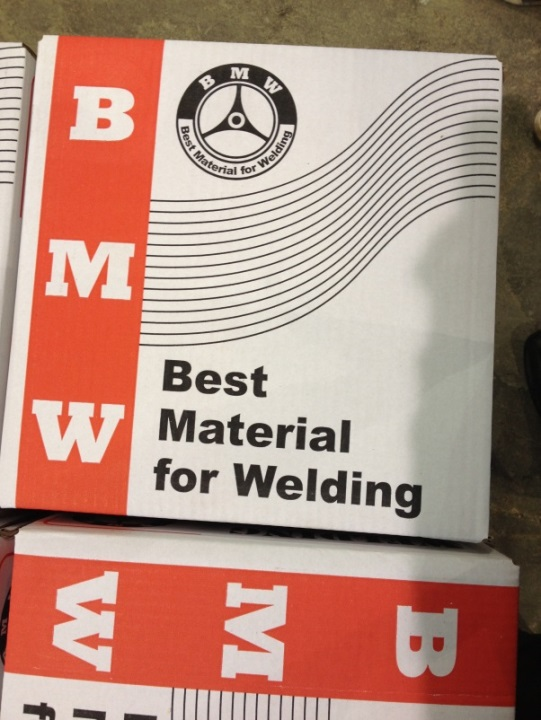 B
M
W
BMW
Best Material for Welding
Best
Material
for Welding
B
M
W